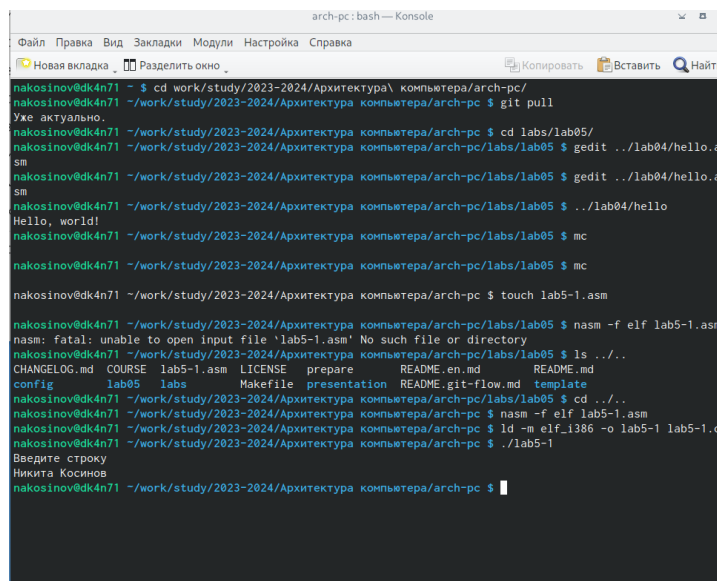 arch-pc : bash — Konsole
Файл Правка Вид Закладки Модули Настройка Справка
Новая вкладка Разделить окно Копировать Вставить Найт
nakosinov@dk4n71 ~ $ cd work/study/2023-2024/Архитектура\ компьютера/arch-pc/
nakosinov@dk4n71 ~/work/study/2023-2024/Архитектура компьютера/arch-pc $ git pull
Уже актуально.
nakosinov@dk4n71 ~/work/study/2023-2024/Архитектура компьютера/arch-pc $ cd labs/lab05/
nakosinov@dk4n71 ~/work/study/2023-2024/Архитектура компьютера/arch-pc/labs/lab05 $ gedit ../lab04/hello.a
sm
nakosinov@dk4n71 ~/work/study/2023-2024/Архитектура компьютера/arch-pc/labs/lab05 $ gedit ../lab04/hello.a
sm
nakosinov@dk4n71 ~/work/study/2023-2024/Архитектура компьютера/arch-pc/labs/lab05 $ ../lab04/hello
Hello, world!
nakosinov@dk4n71 ~/work/study/2023-2024/Архитектура компьютера/arch-pc/labs/lab05 $ mc
nakosinov@dk4n71 ~/work/study/2023-2024/Архитектура компьютера/arch-pc/labs/lab05 $ mc
nakosinov@dk4n71 ~/work/study/2023-2024/Архитектура компьютера/arch-pc $ touch lab5-1.asm
nakosinov@dk4n71 ~/work/study/2023-2024/Архитектура компьютера/arch-pc/labs/lab05 $ nasm -f elf lab5-1.asm
nasm: fatal: unable to open input file `lab5-1.asm' No such file or directory
nakosinov@dk4n71 ~/work/study/2023-2024/Архитектура компьютера/arch-pc/labs/lab05 $ ls ../..
CHANGELOG.md COURSE lab5-1.asm LICENSE prepare README.en.md README.md
config lab05 labs Makefile presentation README.git-flow.md template
nakosinov@dk4n71 ~/work/study/2023-2024/Архитектура компьютера/arch-pc/labs/lab05 $ cd ../..
nakosinov@dk4n71 ~/work/study/2023-2024/Архитектура компьютера/arch-pc $ nasm -f elf lab5-1.asm
nakosinov@dk4n71 ~/work/study/2023-2024/Архитектура компьютера/arch-pc $ ld -m elf_i386 -o lab5-1 lab5-1.o
nakosinov@dk4n71 ~/work/study/2023-2024/Архитектура компьютера/arch-pc $ ./lab5-1
Введите строку
Никита Косинов
nakosinov@dk4n71 ~/work/study/2023-2024/Архитектура компьютера/arch-pc $